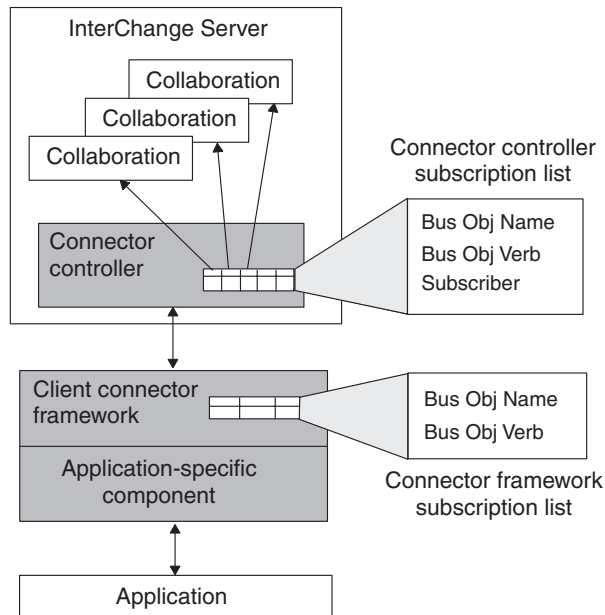 InterChange Server
Collaboration
Collaboration
Collaboration
Connector controller
subscription list
Bus Obj Name
Bus Obj Verb
Subscriber
Connector
controller
Client connector
framework
Bus Obj Name
Bus Obj Verb
Application-specific
component
Connector framework
subscription list
Application